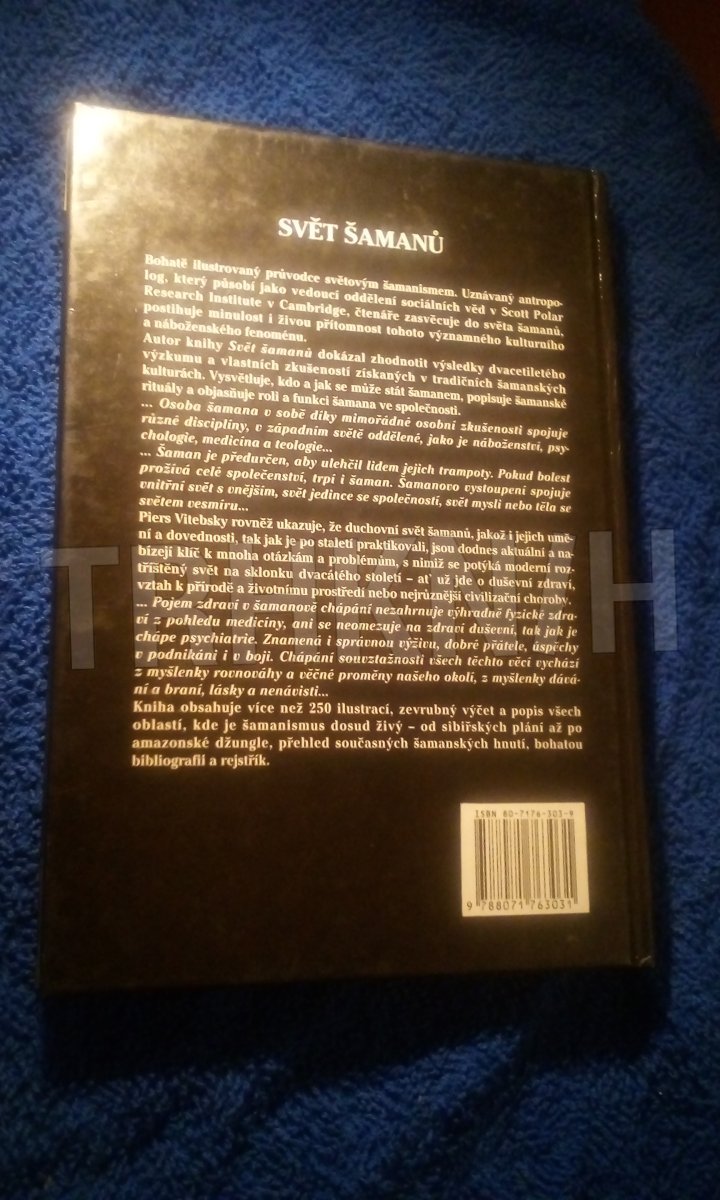 SVĚT ŠAMANŮ
Bohatě ilustrovaný průvodce světovým šamanismem. Uznávaný antropo-
log, který působí jako vedoucí oddělení sociálních věd v Scott Polar
Research Institute v Cambridge, čtenáře zasvěcuje do světa šamanů,
postihuje minulost i živou přítomnost tohoto významného kulturního
a náboženského fenoménu.
Autor knihy Svět šamanů dokázal zhodnotit výsledky dvacetiletého
výzkumu a vlastních zkušeností získaných v tradičních šamanských
kulturách. Vysvětluje, kdo a jak se může stát šamanem, popisuje šamanské
rituály a objasňuje roli a funkci šamana ve společnosti.
... Osoba šamana v sobě díky mimořádné osobní zkušenosti spojuje
různé disciplíny, v západním světě oddělené, jako je náboženství, psy-
chologie, medicína a teologie...
... Šaman je předurčen, aby ulehčil lidem jejich trampoty. Pokud bolest
prožívá celé společenství, trpí i šaman. Šamanovo vystoupení spojuje
vnitřní svět s vnějším, svět jedince se společností, svět mysli nebo těla se
světem vesmíru...
Piers Vitebsky rovněž ukazuje, že duchovní svět šamanů, jakož i jejich umě-
ní a dovednosti, tak jak je po staletí praktikovali, jsou dodnes aktuální a na-
bízejí klíč k mnoha otázkám a problémům, s nimiž se potýká moderní roz-
tříštěný svět na sklonku dvacátého století – ať už jde o duševní zdraví,
vztah k přírodě a životnímu prostředí nebo nejrůznější civilizační choroby.
... Pojem zdraví v šamanově chápání nezahrnuje výhradně fyzické zdra-
ví z pohledu medicíny, ani se neomezuje na zdraví duševní, tak jak je
chápe psychiatrie. Znamená i správnou výživu, dobré přátele, úspěchy
v podnikání i v boji. Chápání souvztažnosti všech těchto věcí vychází
z myšlenky rovnováhy a věčné proměny našeho okolí, z myšlenky dává-
ní a braní, lásky a nenávisti...
Kniha obsahuje více než 250 ilustrací, zevrubný výčet a popis všech
oblastí, kde je šamanismus dosud živý – od sibiřských plání až po
amazonské džungle, přehled současných šamanských hnutí, bohatou
bibliografii a rejstřík.
ISBN 80-7176-303-9
9 788071 763031